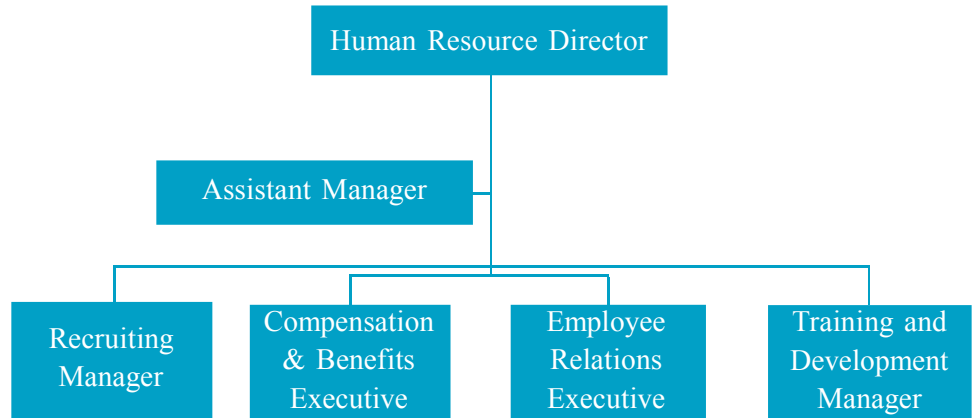 Human Resource Director
Assistant Manager
Recruiting
Manager
Compensation
& Benefits
Executive
Employee
Relations
Executive
Training and
Development
Manager